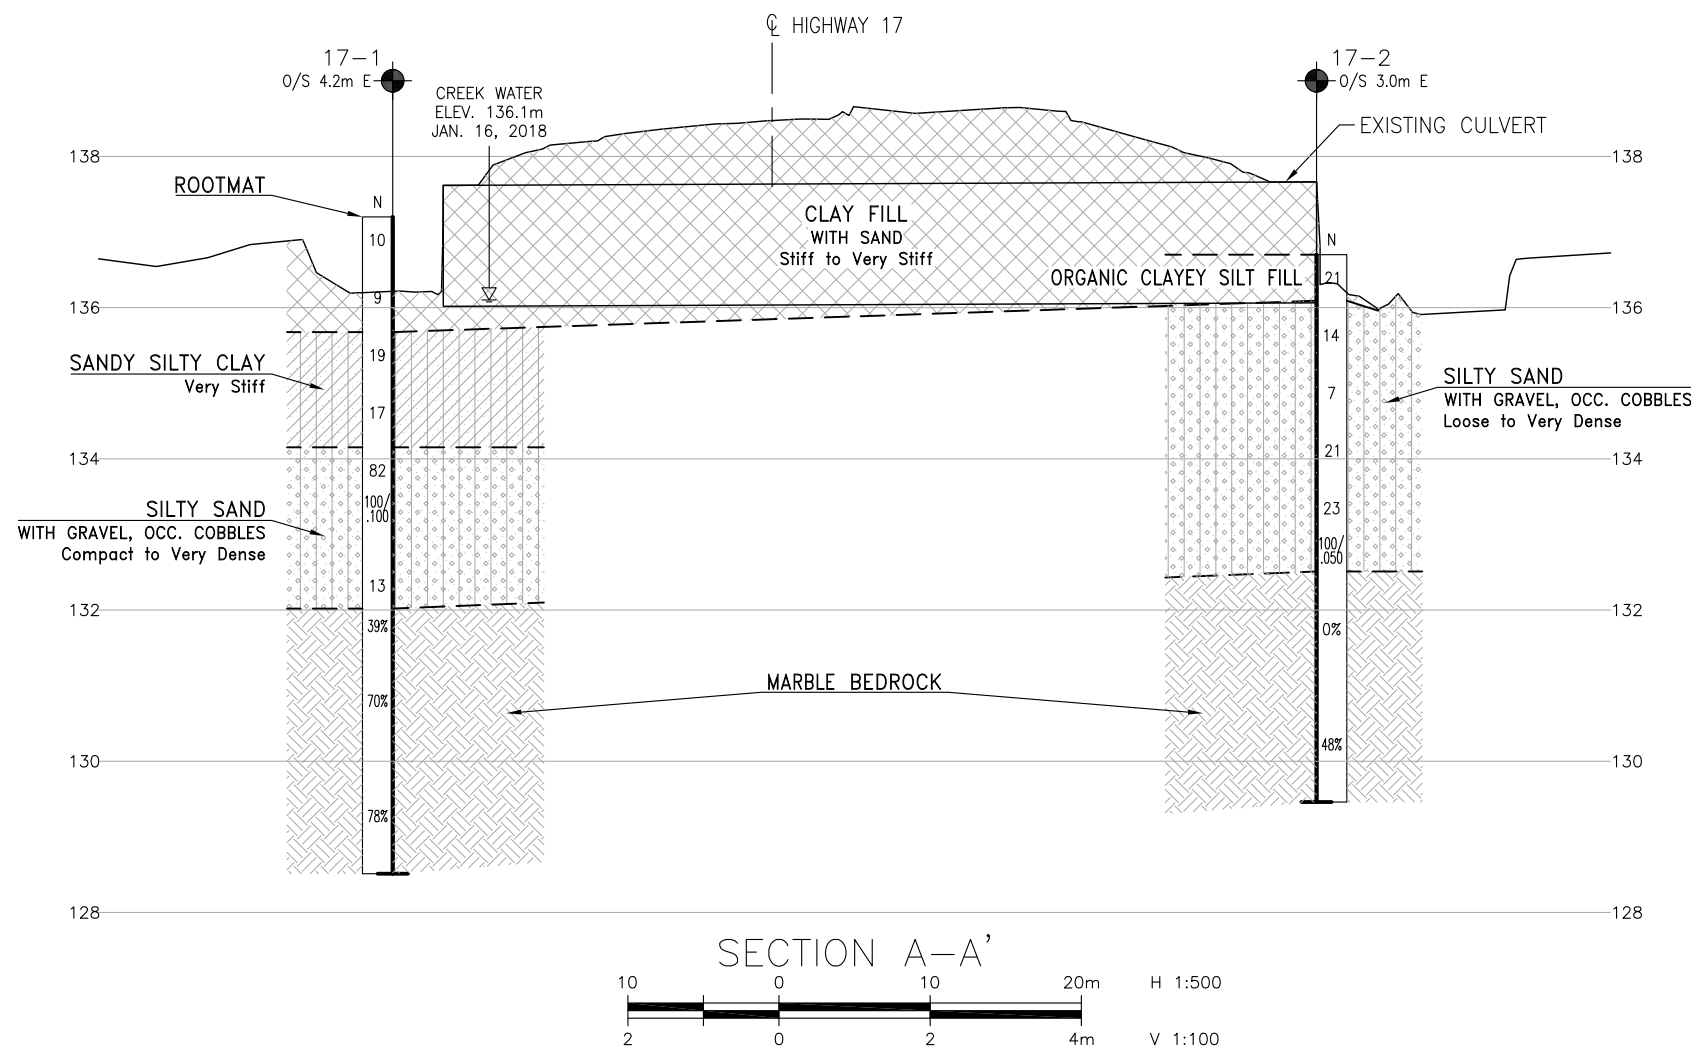 ℄ HIGHWAY 17
17-1
O/S 4.2m E
17-2
O/S 3.0m E
CREEK WATER
ELEV. 136.1m
JAN. 16, 2018
EXISTING CULVERT
138
138
ROOTMAT
N
10
9
19
17
82
100/
.100
13
39%
70%
78%
CLAY FILL
WITH SAND
Stiff to Very Stiff
ORGANIC CLAYEY SILT FILL
N
21
14
7
21
23
100/
.050
0%
48%
136
136
SANDY SILTY CLAY
Very Stiff
SILTY SAND
WITH GRAVEL, OCC. COBBLES
Loose to Very Dense
134
134
SILTY SAND
WITH GRAVEL, OCC. COBBLES
Compact to Very Dense
132
132
MARBLE BEDROCK
130
130
128
128
SECTION A-A'
10 0 10 20m H 1:500
2 0 2 4m V 1:100